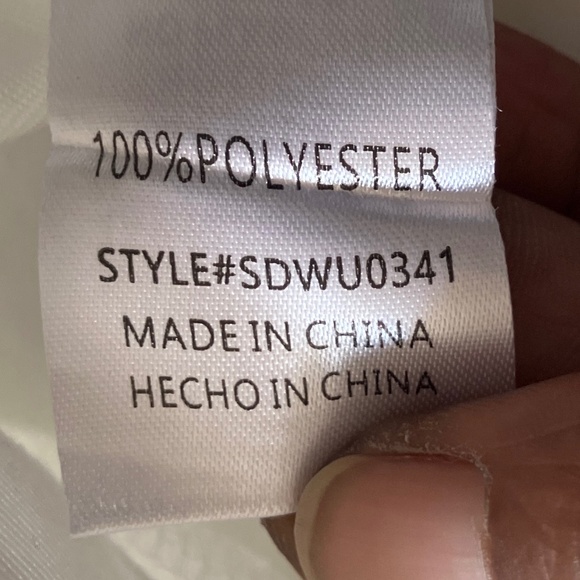 100%POLYESTER
STYLE#SDWU0341
MADE IN CHINA
HECHO IN CHINA